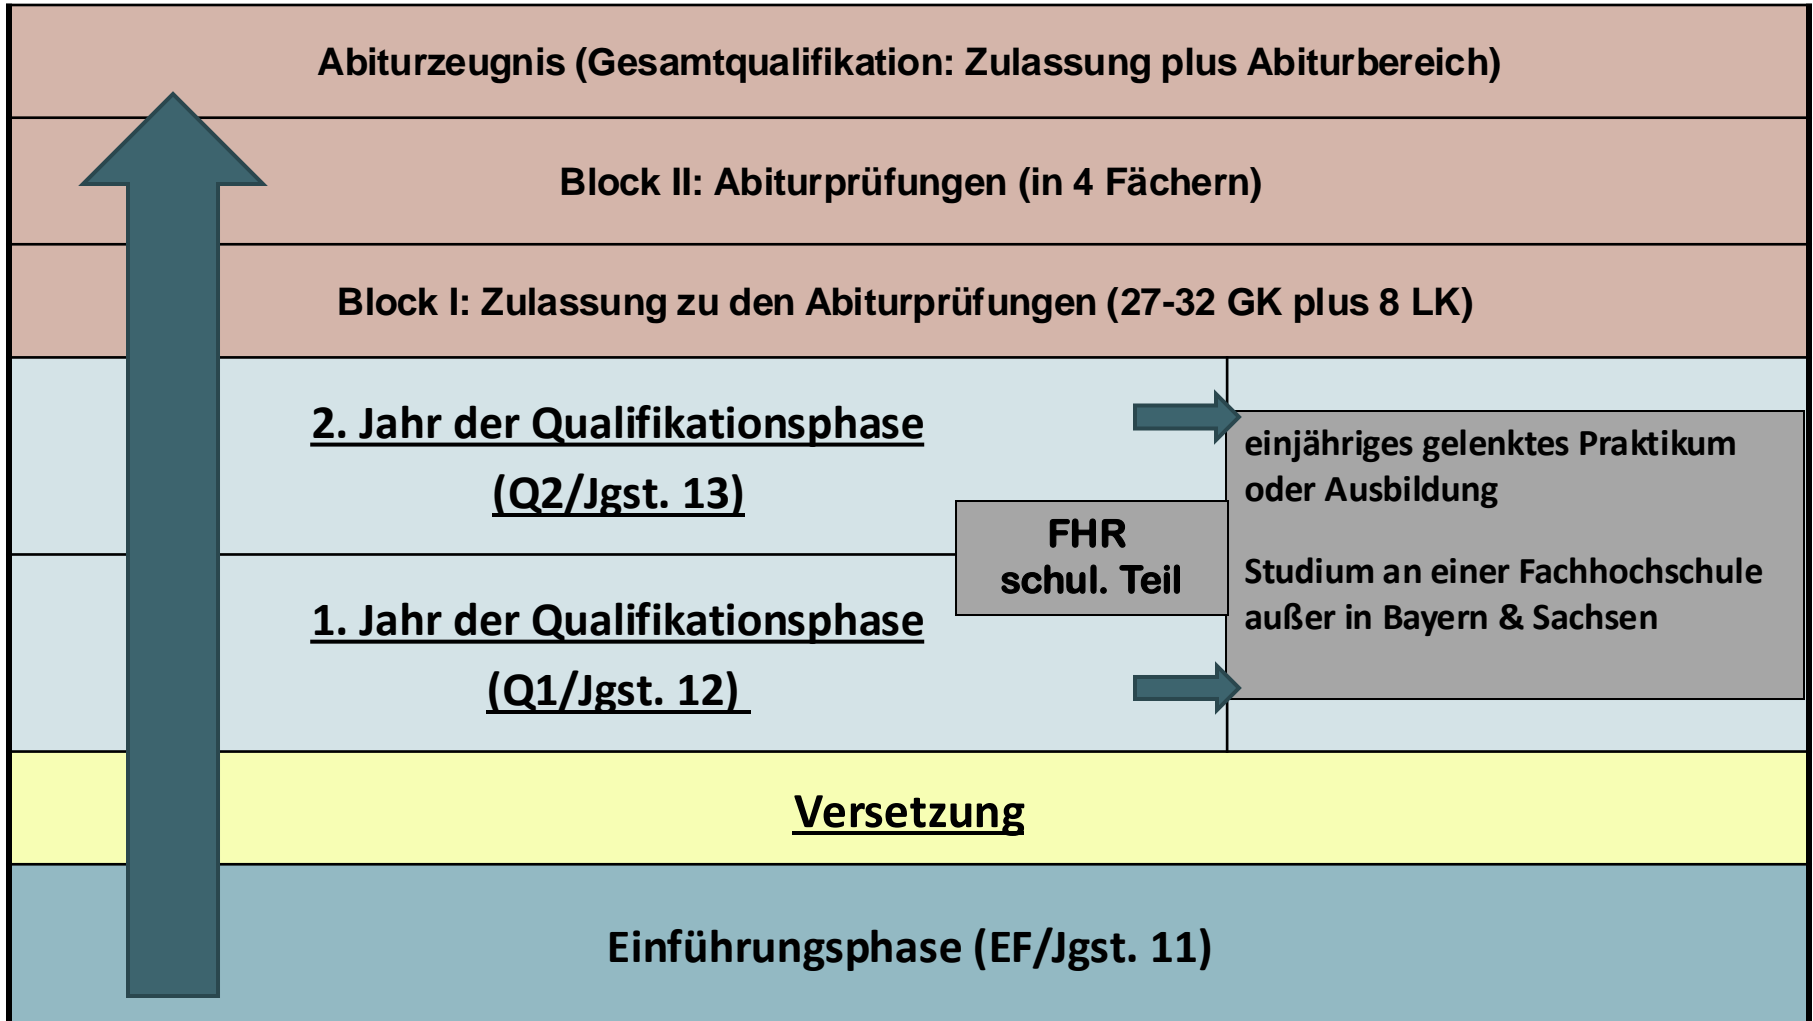 Abiturzeugnis (Gesamtqualifikation: Zulassung plus Abiturbereich)
Block II: Abiturprüfungen (in 4 Fächern)
Block I: Zulassung zu den Abiturprüfungen (27-32 GK plus 8 LK)
2. Jahr der Qualifikationsphase
(Q2/Jgst. 13)
einjähriges gelenktes Praktikum
oder Ausbildung
FHR
schul. Teil
Studium an einer Fachhochschule
außer in Bayern & Sachsen
1. Jahr der Qualifikationsphase
(Q1/Jgst. 12)
Versetzung
Einführungsphase (EF/Jgst. 11)